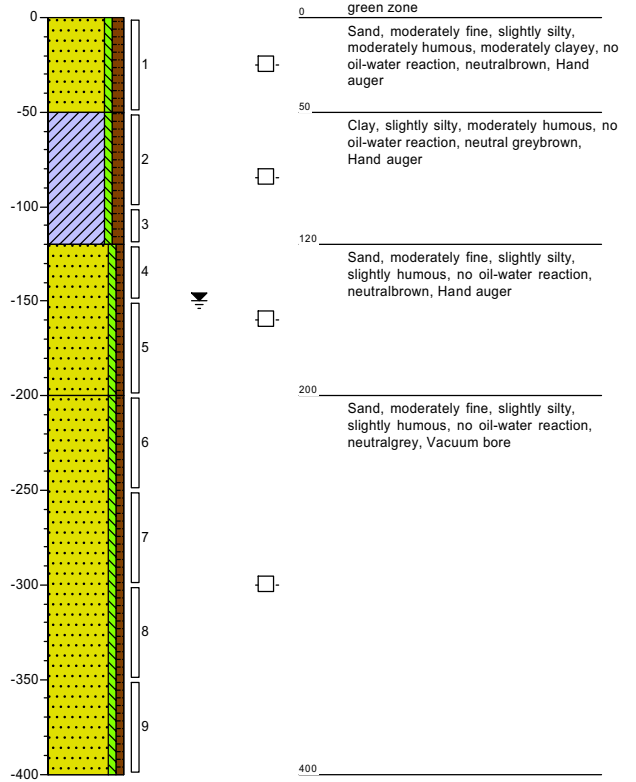 green zone
0
0
Sand, moderately fine, slightly silty,
moderately humous, moderately clayey, no
oil-water reaction, neutralbrown, Hand
auger
1
-50
50
Clay, slightly silty, moderately humous, no
oil-water reaction, neutral greybrown,
Hand auger
2
-100
3
120
Sand, moderately fine, slightly silty,
slightly humous, no oil-water reaction,
neutralbrown, Hand auger
4
-150
5
-200
200
Sand, moderately fine, slightly silty,
slightly humous, no oil-water reaction,
neutralgrey, Vacuum bore
6
-250
7
-300
8
-350
9
-400
400